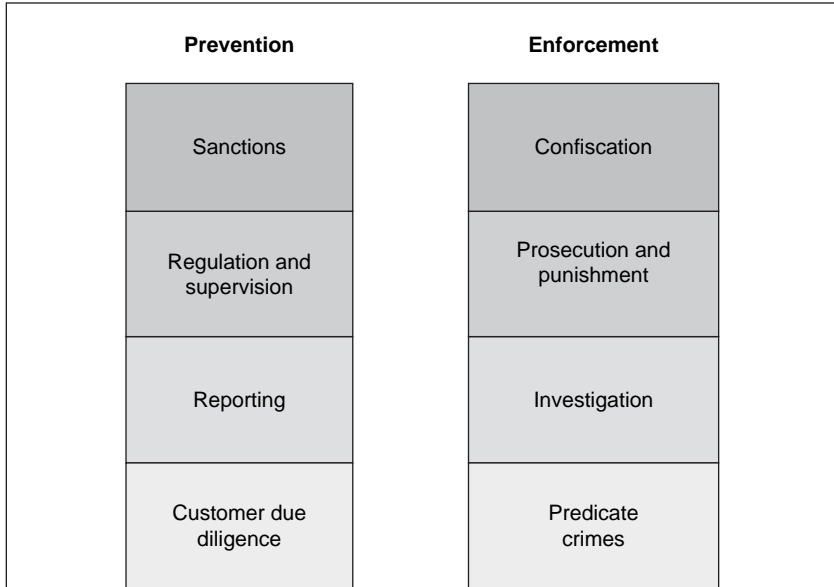 Prevention
Enforcement
Sanctions
Confiscation
Regulation and
supervision
Prosecution and
punishment
Reporting
Investigation
Customer due
diligence
Predicate
crimes